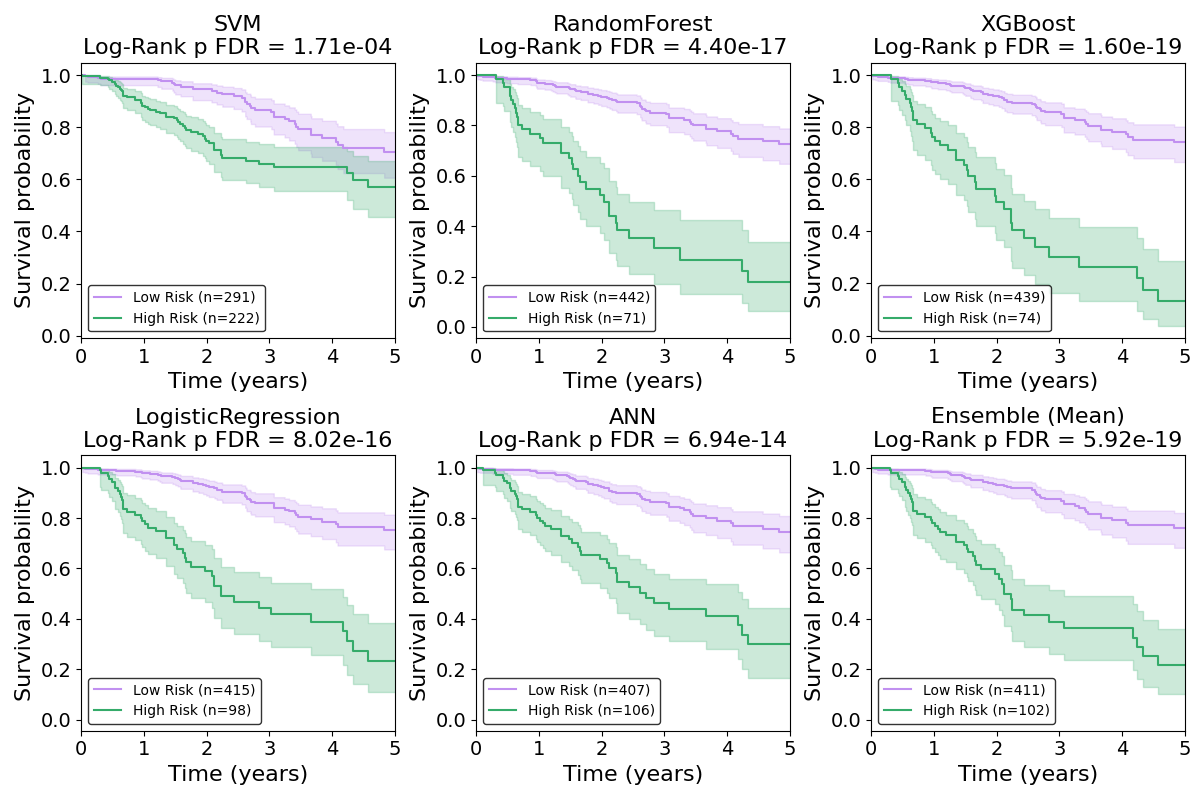 SVM
Log-Rank p FDR = 1.71e-04
1.0
0.8
0.6
0.4
0.2
0.0
Survival probability
Low Risk (n=291)
High Risk (n=222)
0 1 2 3 4 5
Time (years)
RandomForest
Log-Rank p FDR = 4.40e-17
1.0
0.8
0.6
0.4
0.2
0.0
Survival probability
Low Risk (n=442)
High Risk (n=71)
0 1 2 3 4 5
Time (years)
XGBoost
Log-Rank p FDR = 1.60e-19
1.0
0.8
0.6
0.4
0.2
0.0
Survival probability
Low Risk (n=439)
High Risk (n=74)
0 1 2 3 4 5
Time (years)
LogisticRegression
Log-Rank p FDR = 8.02e-16
1.0
0.8
0.6
0.4
0.2
0.0
Survival probability
Low Risk (n=415)
High Risk (n=98)
0 1 2 3 4 5
Time (years)
ANN
Log-Rank p FDR = 6.94e-14
1.0
0.8
0.6
0.4
0.2
0.0
Survival probability
Low Risk (n=407)
High Risk (n=106)
0 1 2 3 4 5
Time (years)
Ensemble (Mean)
Log-Rank p FDR = 5.92e-19
1.0
0.8
0.6
0.4
0.2
0.0
Survival probability
Low Risk (n=411)
High Risk (n=102)
0 1 2 3 4 5
Time (years)